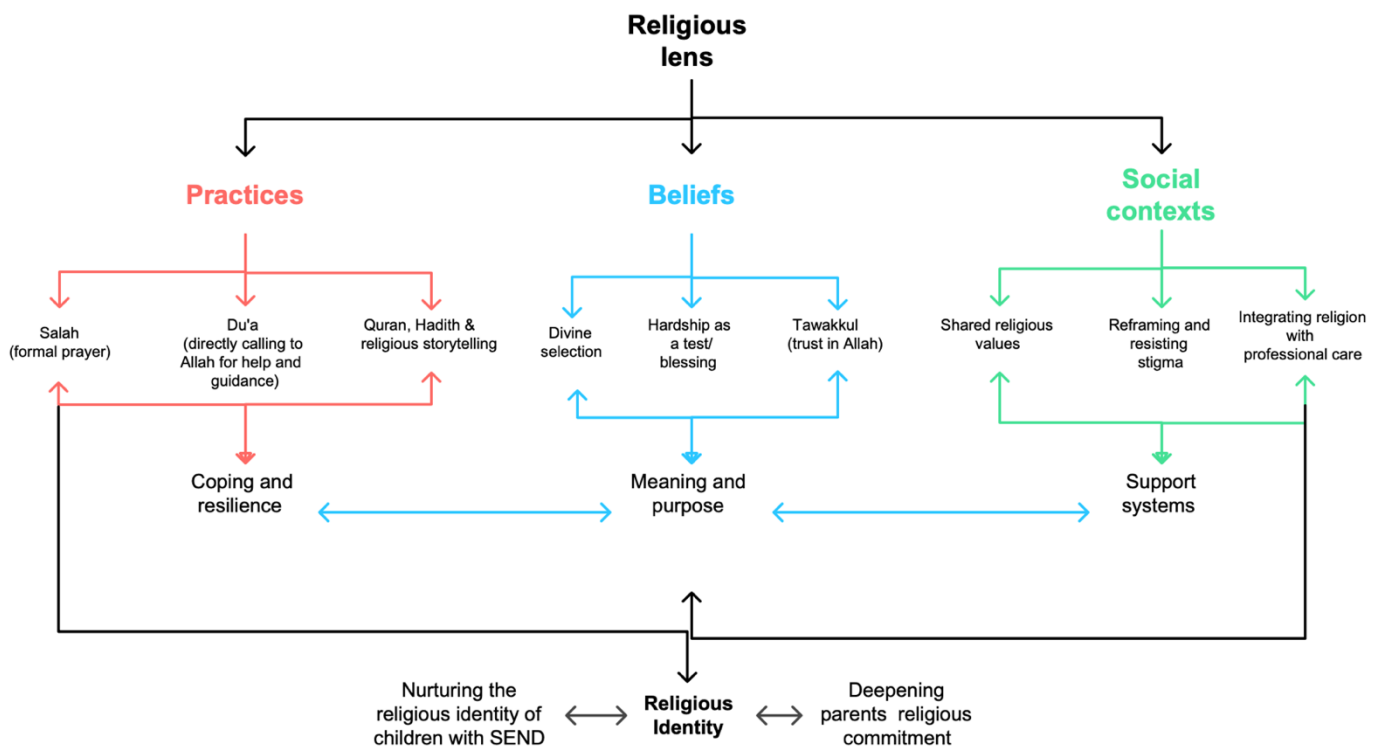 Religious
lens
Practices
Beliefs
Social
contexts
Salah
(formal prayer)
Du'a
(directly calling to
Allah for help and
guidance)
Quran, Hadith &
religious storytelling
Divine
selection
Hardship as
a test/
blessing
Tawakkul
(trust in Allah)
Shared religious
values
Reframing and
resisting
stigma
Integrating religion
with
professional care
Coping and
resilience
Meaning and
purpose
Support
systems
Nurturing the
religious identity of
children with SEND
Religious
Identity
Deepening
parents religious
commitment